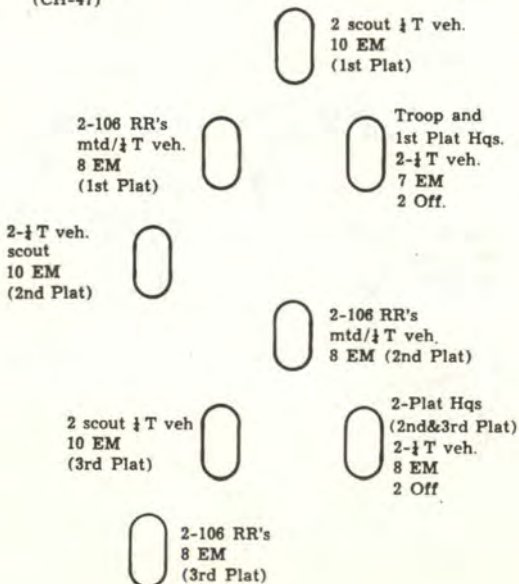 (CH-47)
2 scout ¼ T veh.
10 EM
(1st Plat)
2-106 RR's
mtd/¼ T veh.
8 EM
(1st Plat)
Troop and
1st Plat Hqs.
2-¼ T veh.
7 EM
2 Off.
2-¼ T veh.
scout
10 EM
(2nd Plat)
2-106 RR's
mtd/¼ T veh.
8 EM (2nd Plat)
2 scout ¼ T veh
10 EM
(3rd Plat)
2-Plat Hqs
(2nd&3rd Plat)
2-¼ T veh.
8 EM
2 Off
2-106 RR's
8 EM
(3rd Plat)